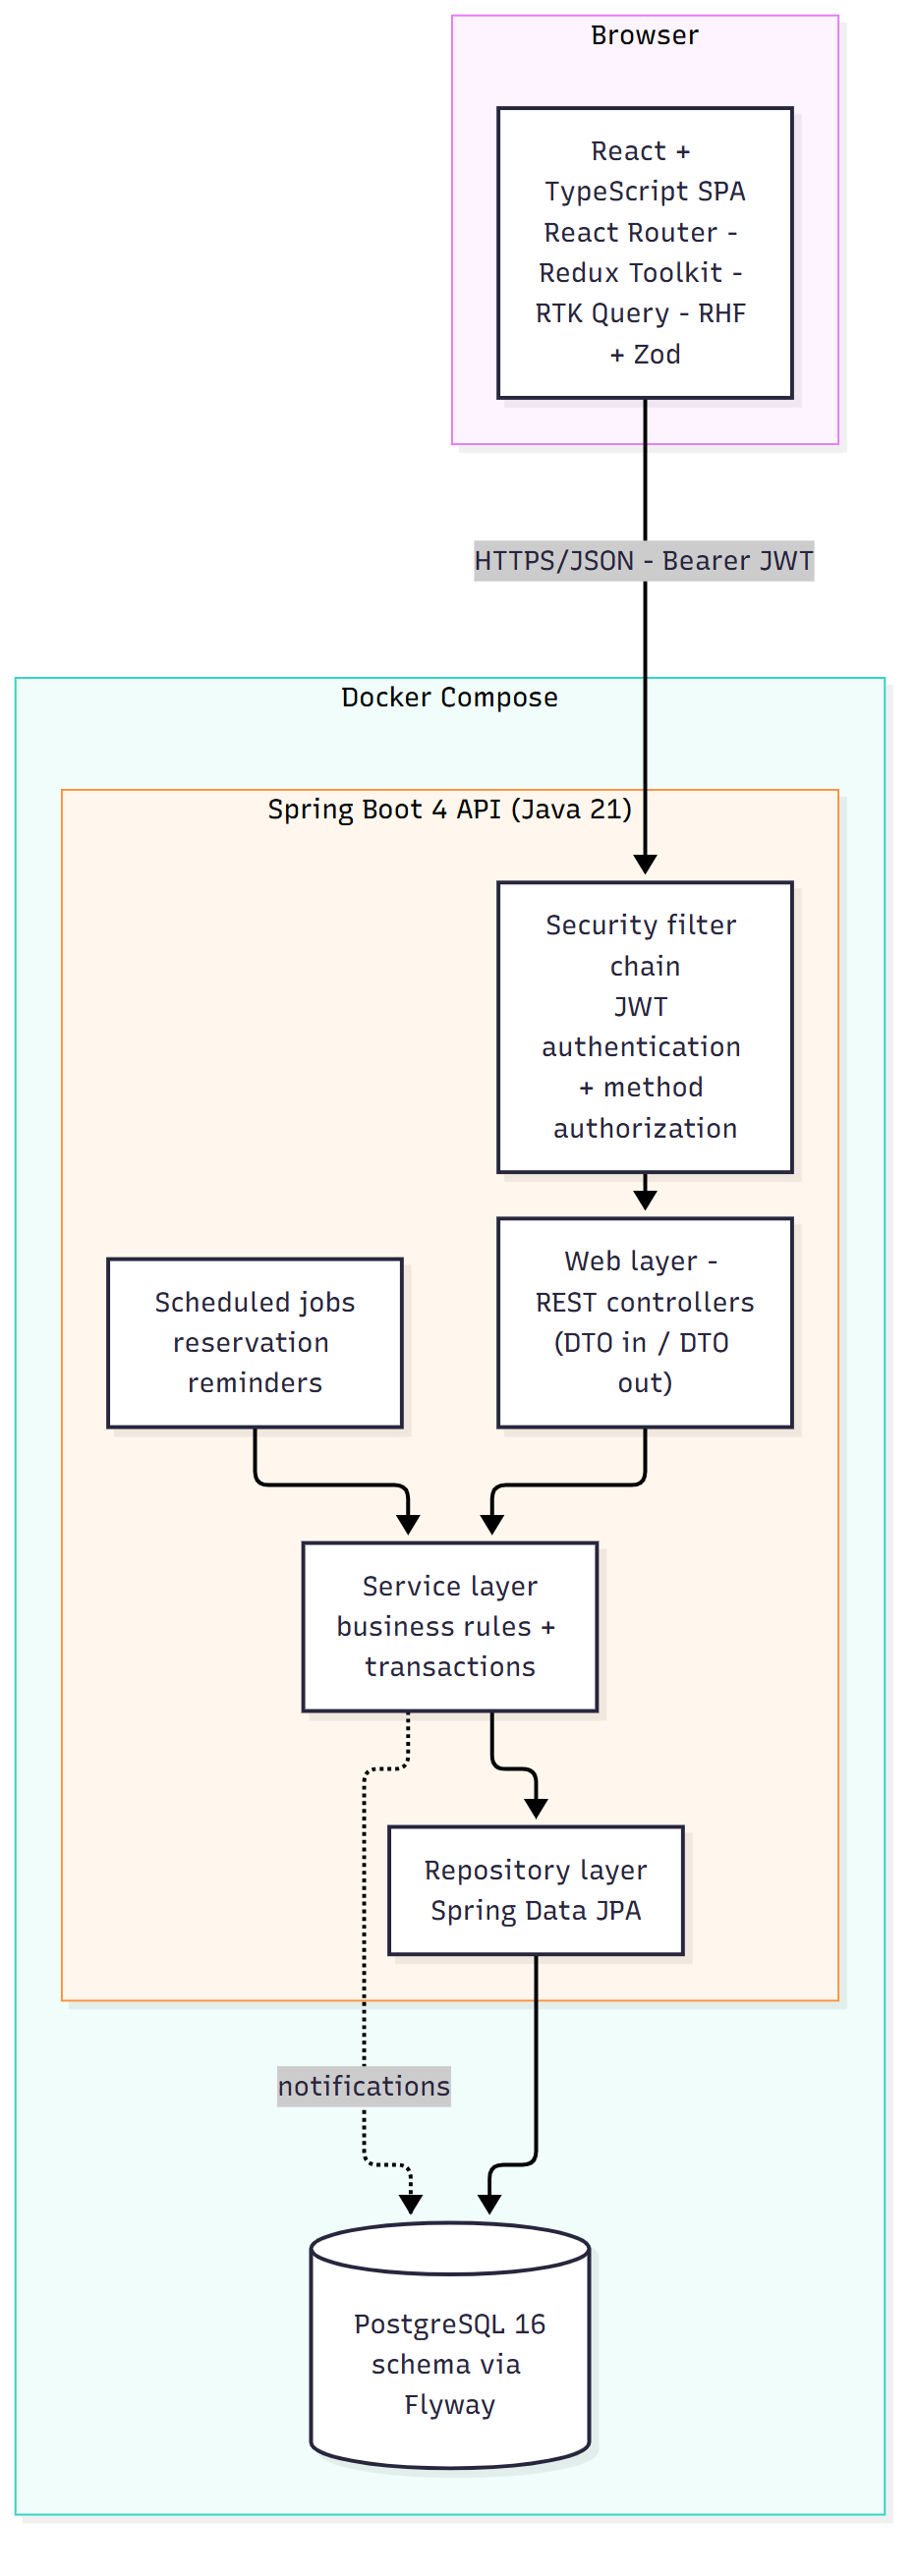 Browser
React +
TypeScript SPA
React Router -
Redux Toolkit -
RTK Query - RHF
+ Zod
HTTPS/JSON - Bearer JWT
Docker Compose
Spring Boot 4 API (Java 21)
Security filter
chain
JWT
authentication
+ method
authorization
Scheduled jobs
reservation
reminders
Web layer -
REST controllers
(DTO in / DTO
out)
Service layer
business rules +
transactions
Repository layer
Spring Data JPA
notifications
PostgreSQL 16
schema via
Flyway